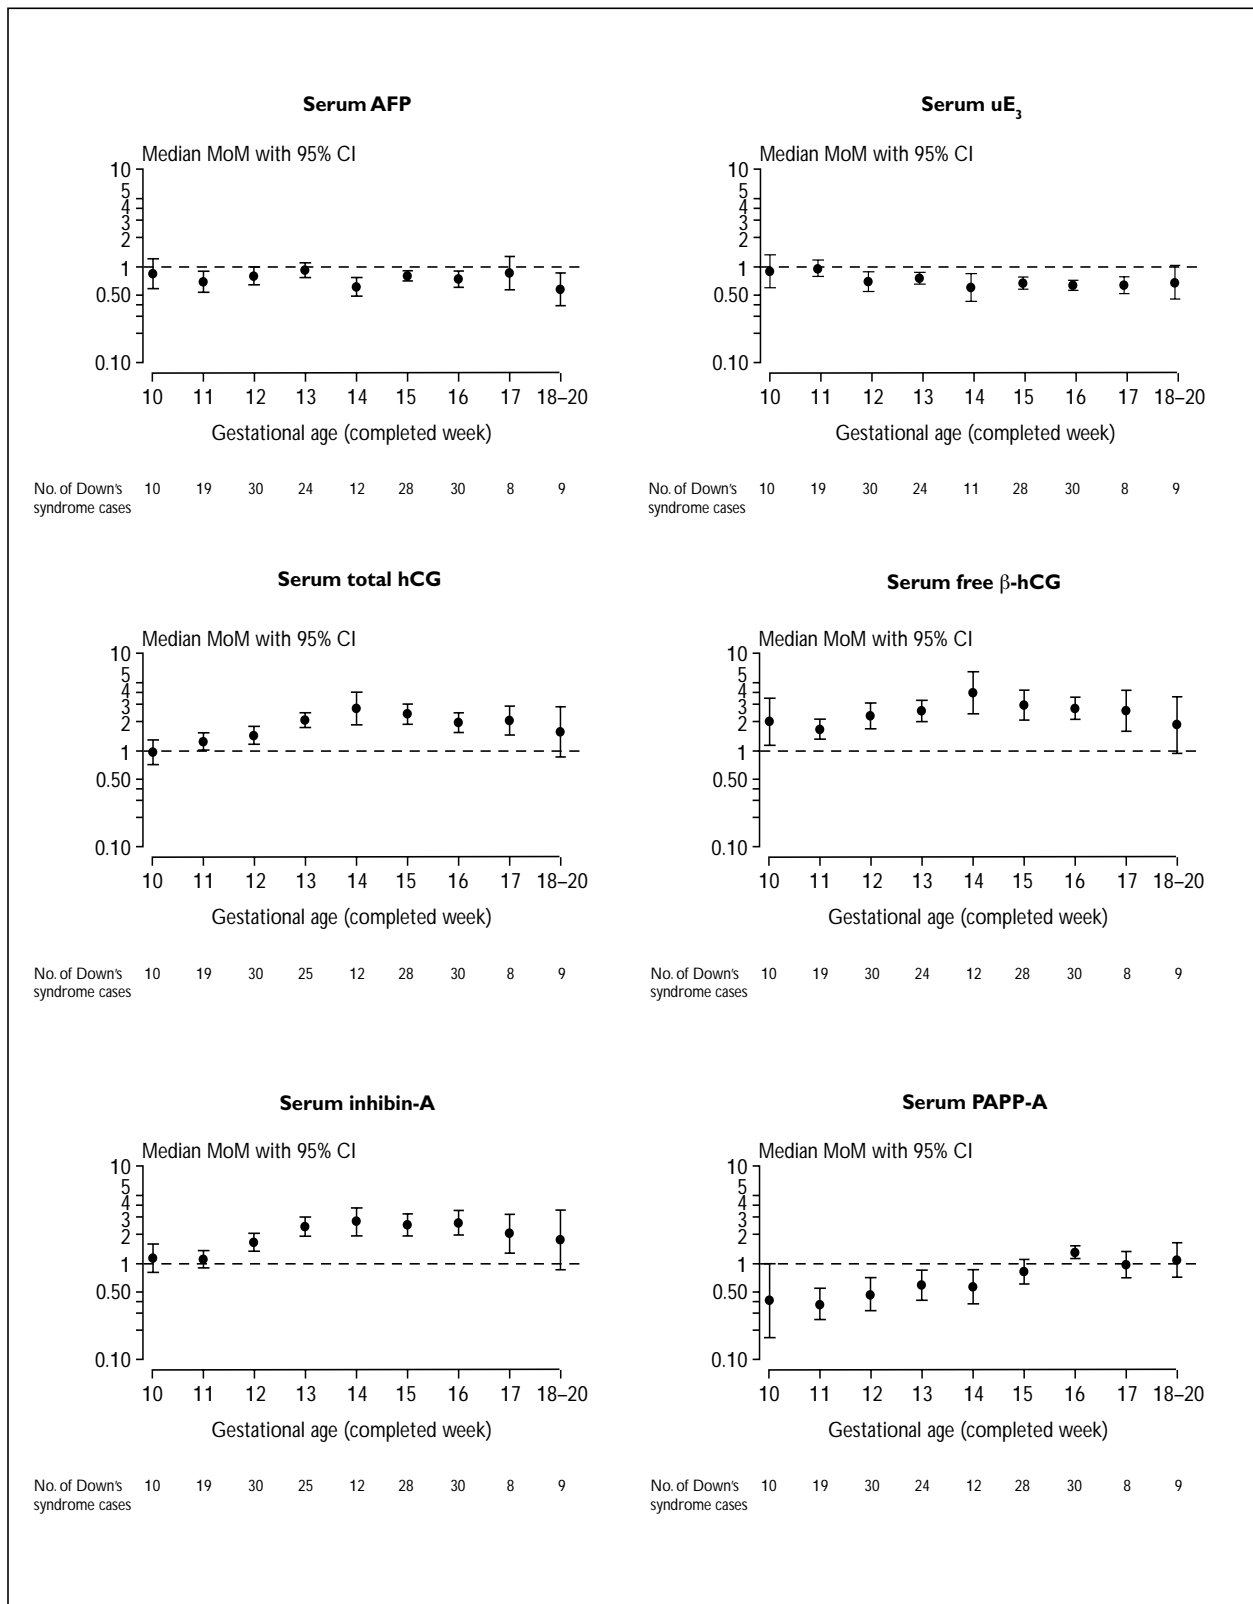 Serum AFP
Median MoM with 95% CI
10
5
4
3
2
1
0.50
0.10
10 11 12 13 14 15 16 17 18–20
Gestational age (completed week)
No. of Down's 10 19 30 24 12 28 30 8 9
syndrome cases
Serum uE3
Median MoM with 95% CI
10
5
4
3
2
1
0.50
0.10
10 11 12 13 14 15 16 17 18–20
Gestational age (completed week)
No. of Down's 10 19 30 24 11 28 30 8 9
syndrome cases
Serum total hCG
Median MoM with 95% CI
10
5
4
3
2
1
0.50
0.10
10 11 12 13 14 15 16 17 18–20
Gestational age (completed week)
No. of Down's 10 19 30 25 12 28 30 8 9
syndrome cases
Serum free β-hCG
Median MoM with 95% CI
10
5
4
3
2
1
0.50
0.10
10 11 12 13 14 15 16 17 18–20
Gestational age (completed week)
No. of Down's 10 19 30 24 12 28 30 8 9
syndrome cases
Serum inhibin-A
Median MoM with 95% CI
10
5
4
3
2
1
0.50
0.10
10 11 12 13 14 15 16 17 18–20
Gestational age (completed week)
No. of Down's 10 19 30 25 12 28 30 8 9
syndrome cases
Serum PAPP-A
Median MoM with 95% CI
10
5
4
3
2
1
0.50
0.10
10 11 12 13 14 15 16 17 18–20
Gestational age (completed week)
No. of Down's 10 19 30 24 12 28 30 8 9
syndrome cases